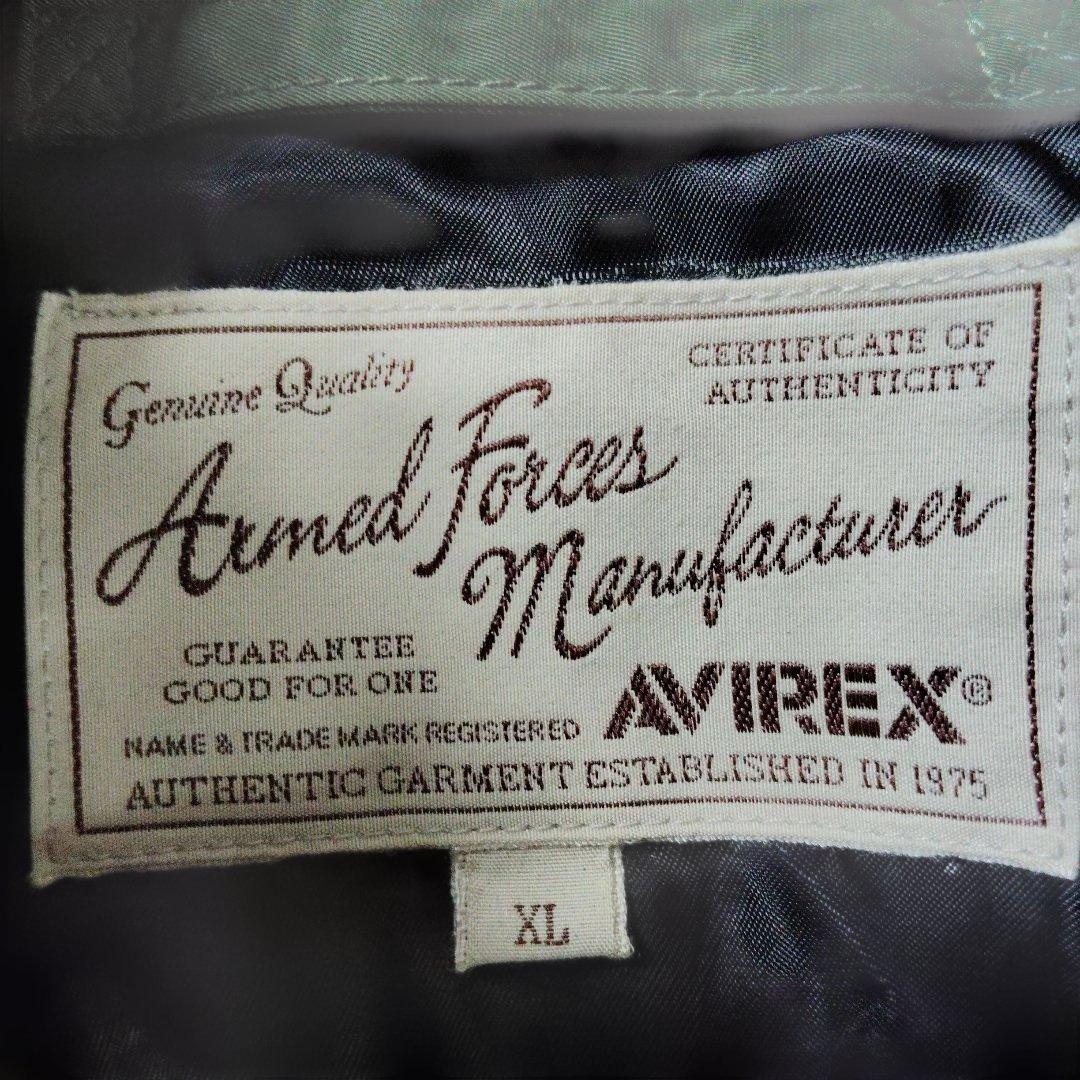 Genuine Quality
CERTIFICATE OF
AUTHENTICITY
Armed Forces
Manufacturer
GUARANTEE
GOOD FOR ONE
AVIREX®
NAME & TRADE MARK REGISTERED
AUTHENTIC GARMENT ESTABLISHED IN 1975
XL